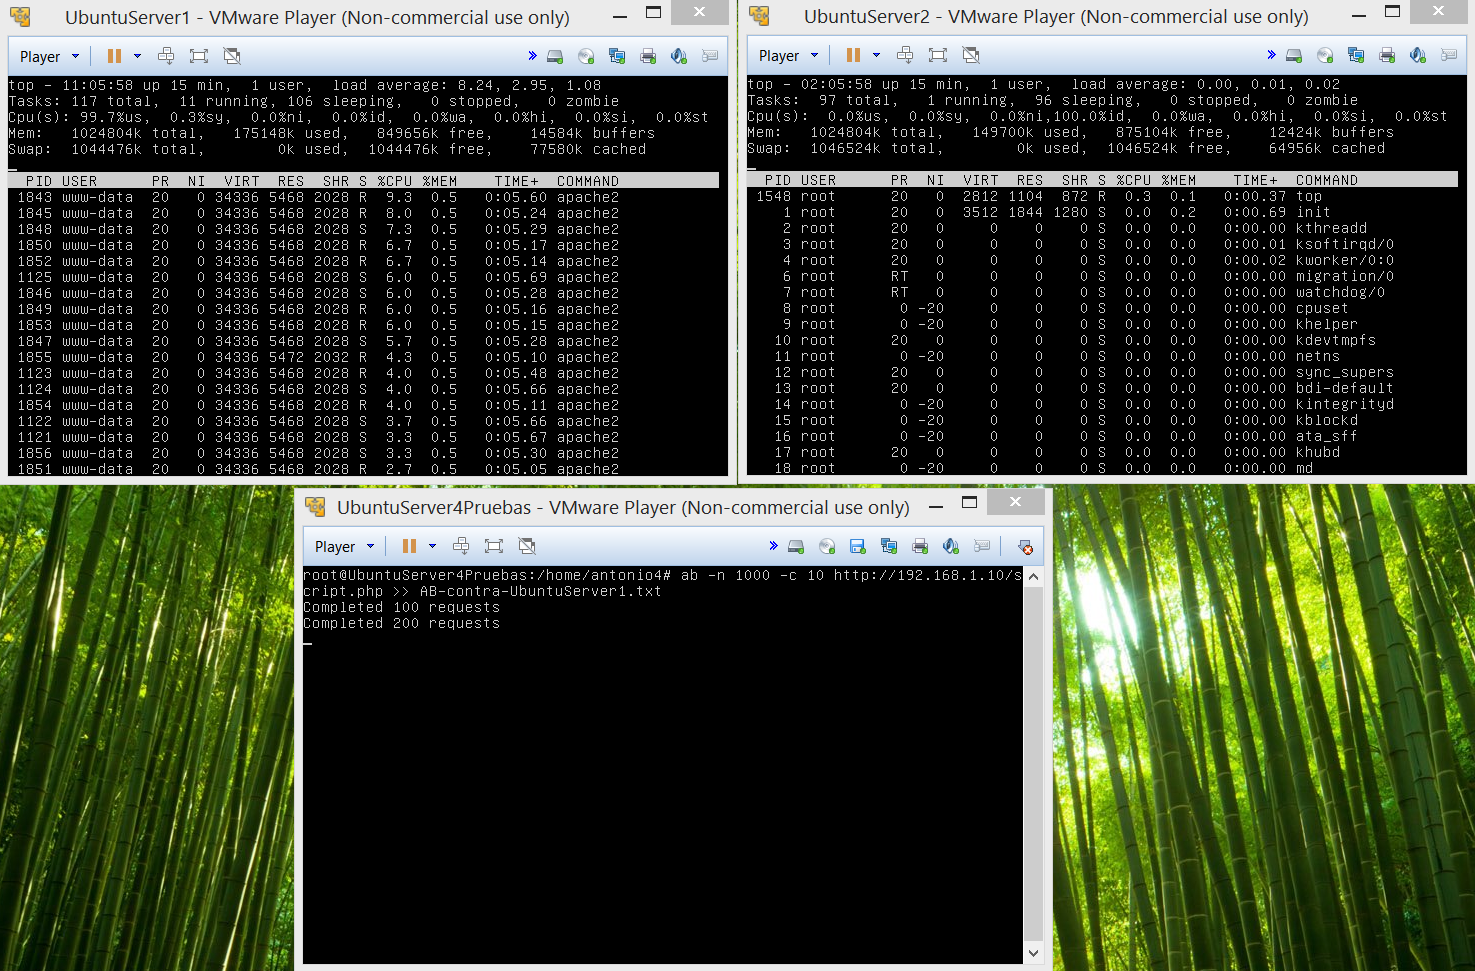 UbuntuServer1 - VMware Player (Non-commercial use only)
Player
top - 11:05:58 up 15 min,  1 user,  load average: 8.24, 2.95, 1.08
Tasks: 117 total,  11 running, 106 sleeping,   0 stopped,   0 zombie
Cpu(s): 99.7%us,  0.3%sy,  0.0%ni,  0.0%id,  0.0%wa,  0.0%hi,  0.0%si,  0.0%st
Mem:   1024804k total,   175148k used,   849656k free,    14584k buffers
Swap:  1044476k total,        0k used,  1044476k free,    77580k cached
PID USER      PR  NI  VIRT  RES  SHR S %CPU %MEM    TIME+  COMMAND
1843 www-data  20   0 34336 5468 2028 R  9.3  0.5   0:05.60 apache2
1845 www-data  20   0 34336 5468 2028 R  8.0  0.5   0:05.24 apache2
1848 www-data  20   0 34336 5468 2028 S  7.3  0.5   0:05.29 apache2
1850 www-data  20   0 34336 5468 2028 R  6.7  0.5   0:05.17 apache2
1852 www-data  20   0 34336 5468 2028 R  6.7  0.5   0:05.14 apache2
1125 www-data  20   0 34336 5468 2028 S  6.0  0.5   0:05.69 apache2
1846 www-data  20   0 34336 5468 2028 S  6.0  0.5   0:05.28 apache2
1849 www-data  20   0 34336 5468 2028 R  6.0  0.5   0:05.16 apache2
1853 www-data  20   0 34336 5468 2028 R  6.0  0.5   0:05.15 apache2
1847 www-data  20   0 34336 5468 2028 S  5.7  0.5   0:05.28 apache2
1855 www-data  20   0 34336 5472 2032 R  4.3  0.5   0:05.10 apache2
1123 www-data  20   0 34336 5468 2028 R  4.0  0.5   0:05.48 apache2
1124 www-data  20   0 34336 5468 2028 S  4.0  0.5   0:05.66 apache2
1854 www-data  20   0 34336 5468 2028 R  4.0  0.5   0:05.11 apache2
1122 www-data  20   0 34336 5468 2028 S  3.7  0.5   0:05.66 apache2
1121 www-data  20   0 34336 5468 2028 S  3.3  0.5   0:05.67 apache2
1856 www-data  20   0 34336 5468 2028 S  3.3  0.5   0:05.30 apache2
1851 www-data  20   0 34336 5468 2028 R  2.7  0.5   0:05.05 apache2
UbuntuServer2 - VMware Player (Non-commercial use only)
Player
top - 02:05:58 up 15 min,  1 user,  load average: 0.00, 0.01, 0.02
Tasks:  97 total,   1 running,  96 sleeping,   0 stopped,   0 zombie
Cpu(s):  0.0%us,  0.0%sy,  0.0%ni,100.0%id,  0.0%wa,  0.0%hi,  0.0%si,  0.0%st
Mem:   1024804k total,   149700k used,   875104k free,    12424k buffers
Swap:  1046524k total,        0k used,  1046524k free,    64956k cached
PID USER      PR  NI  VIRT  RES  SHR S %CPU %MEM    TIME+  COMMAND
1548 root      20   0  2812 1104  872 R  0.3  0.1   0:00.37 top
1 root      20   0  3512 1844 1280 S  0.0  0.2   0:00.69 init
2 root      20   0     0    0    0 S  0.0  0.0   0:00.00 kthreadd
3 root      20   0     0    0    0 S  0.0  0.0   0:00.01 ksoftirqd/0
4 root      20   0     0    0    0 S  0.0  0.0   0:00.02 kworker/0:0
6 root      RT   0     0    0    0 S  0.0  0.0   0:00.00 migration/0
7 root      RT   0     0    0    0 S  0.0  0.0   0:00.00 watchdog/0
8 root       0 -20     0    0    0 S  0.0  0.0   0:00.00 cpuset
9 root       0 -20     0    0    0 S  0.0  0.0   0:00.00 khelper
10 root      20   0     0    0    0 S  0.0  0.0   0:00.00 kdevtmpfs
11 root       0 -20     0    0    0 S  0.0  0.0   0:00.00 netns
12 root      20   0     0    0    0 S  0.0  0.0   0:00.00 sync_supers
13 root      20   0     0    0    0 S  0.0  0.0   0:00.00 bdi-default
14 root       0 -20     0    0    0 S  0.0  0.0   0:00.00 kintegrityd
15 root       0 -20     0    0    0 S  0.0  0.0   0:00.00 kblockd
16 root       0 -20     0    0    0 S  0.0  0.0   0:00.00 ata_sff
17 root      20   0     0    0    0 S  0.0  0.0   0:00.00 khubd
18 root       0 -20     0    0    0 S  0.0  0.0   0:00.00 md
UbuntuServer4Pruebas - VMware Player (Non-commercial use only)
Player
root@UbuntuServer4Pruebas:/home/antonio4# ab -n 1000 -c 10 http://192.168.1.10/s
cript.php >> AB-contra-UbuntuServer1.txt
Completed 100 requests
Completed 200 requests